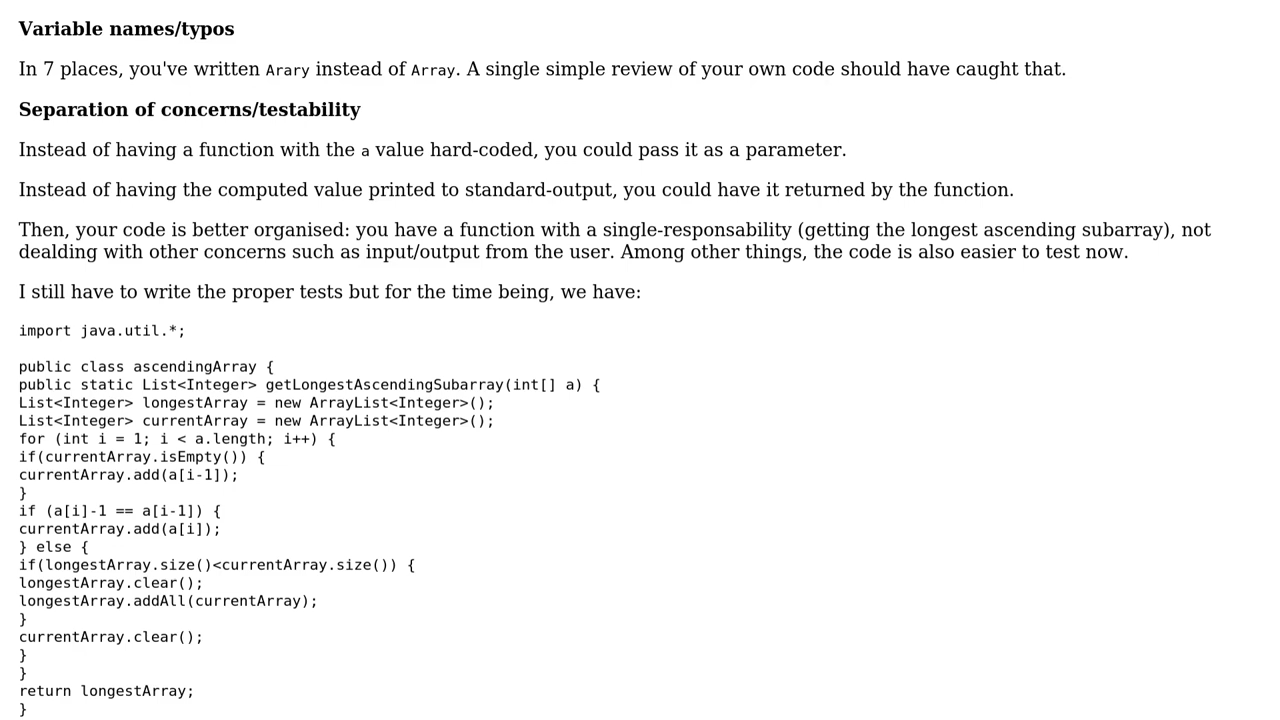 Variable names/typos
In 7 places, you've written Arary instead of Array. A single simple review of your own code should have caught that.
Separation of concerns/testability
Instead of having a function with the a value hard-coded, you could pass it as a parameter.
Instead of having the computed value printed to standard-output, you could have it returned by the function.
Then, your code is better organised: you have a function with a single-responsability (getting the longest ascending subarray), not
dealding with other concerns such as input/output from the user. Among other things, the code is also easier to test now.
I still have to write the proper tests but for the time being, we have:
import java.util.*;
public class ascendingArray {
public static List<Integer> getLongestAscendingSubarray(int[] a) {
List<Integer> longestArray = new ArrayList<Integer>();
List<Integer> currentArray = new ArrayList<Integer>();
for (int i = 1; i < a.length; i++) {
if(currentArray.isEmpty()) {
currentArray.add(a[i-1]);
}
if (a[i]-1 == a[i-1]) {
currentArray.add(a[i]);
} else {
if(longestArray.size()<currentArray.size()) {
longestArray.clear();
longestArray.addAll(currentArray);
}
currentArray.clear();
}
}
return longestArray;
}